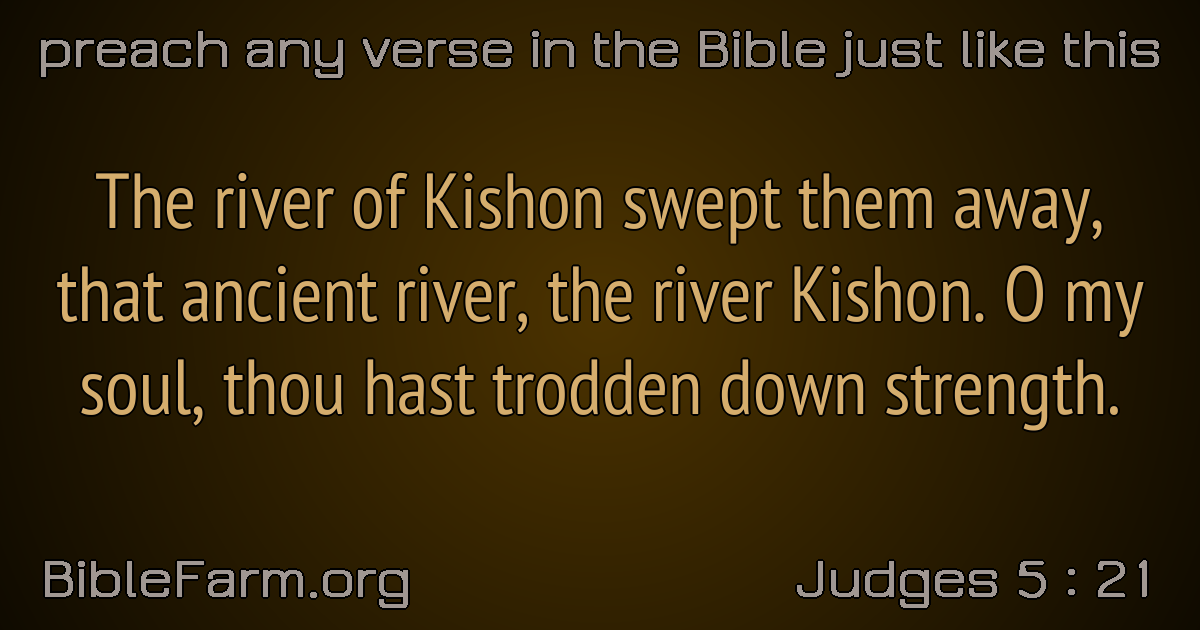 preach any verse in the Bible just like this
The river of Kishon swept them away,
that ancient river, the river Kishon. O my
soul, thou hast trodden down strength.
BibleFarm.org
Judges 5 : 21